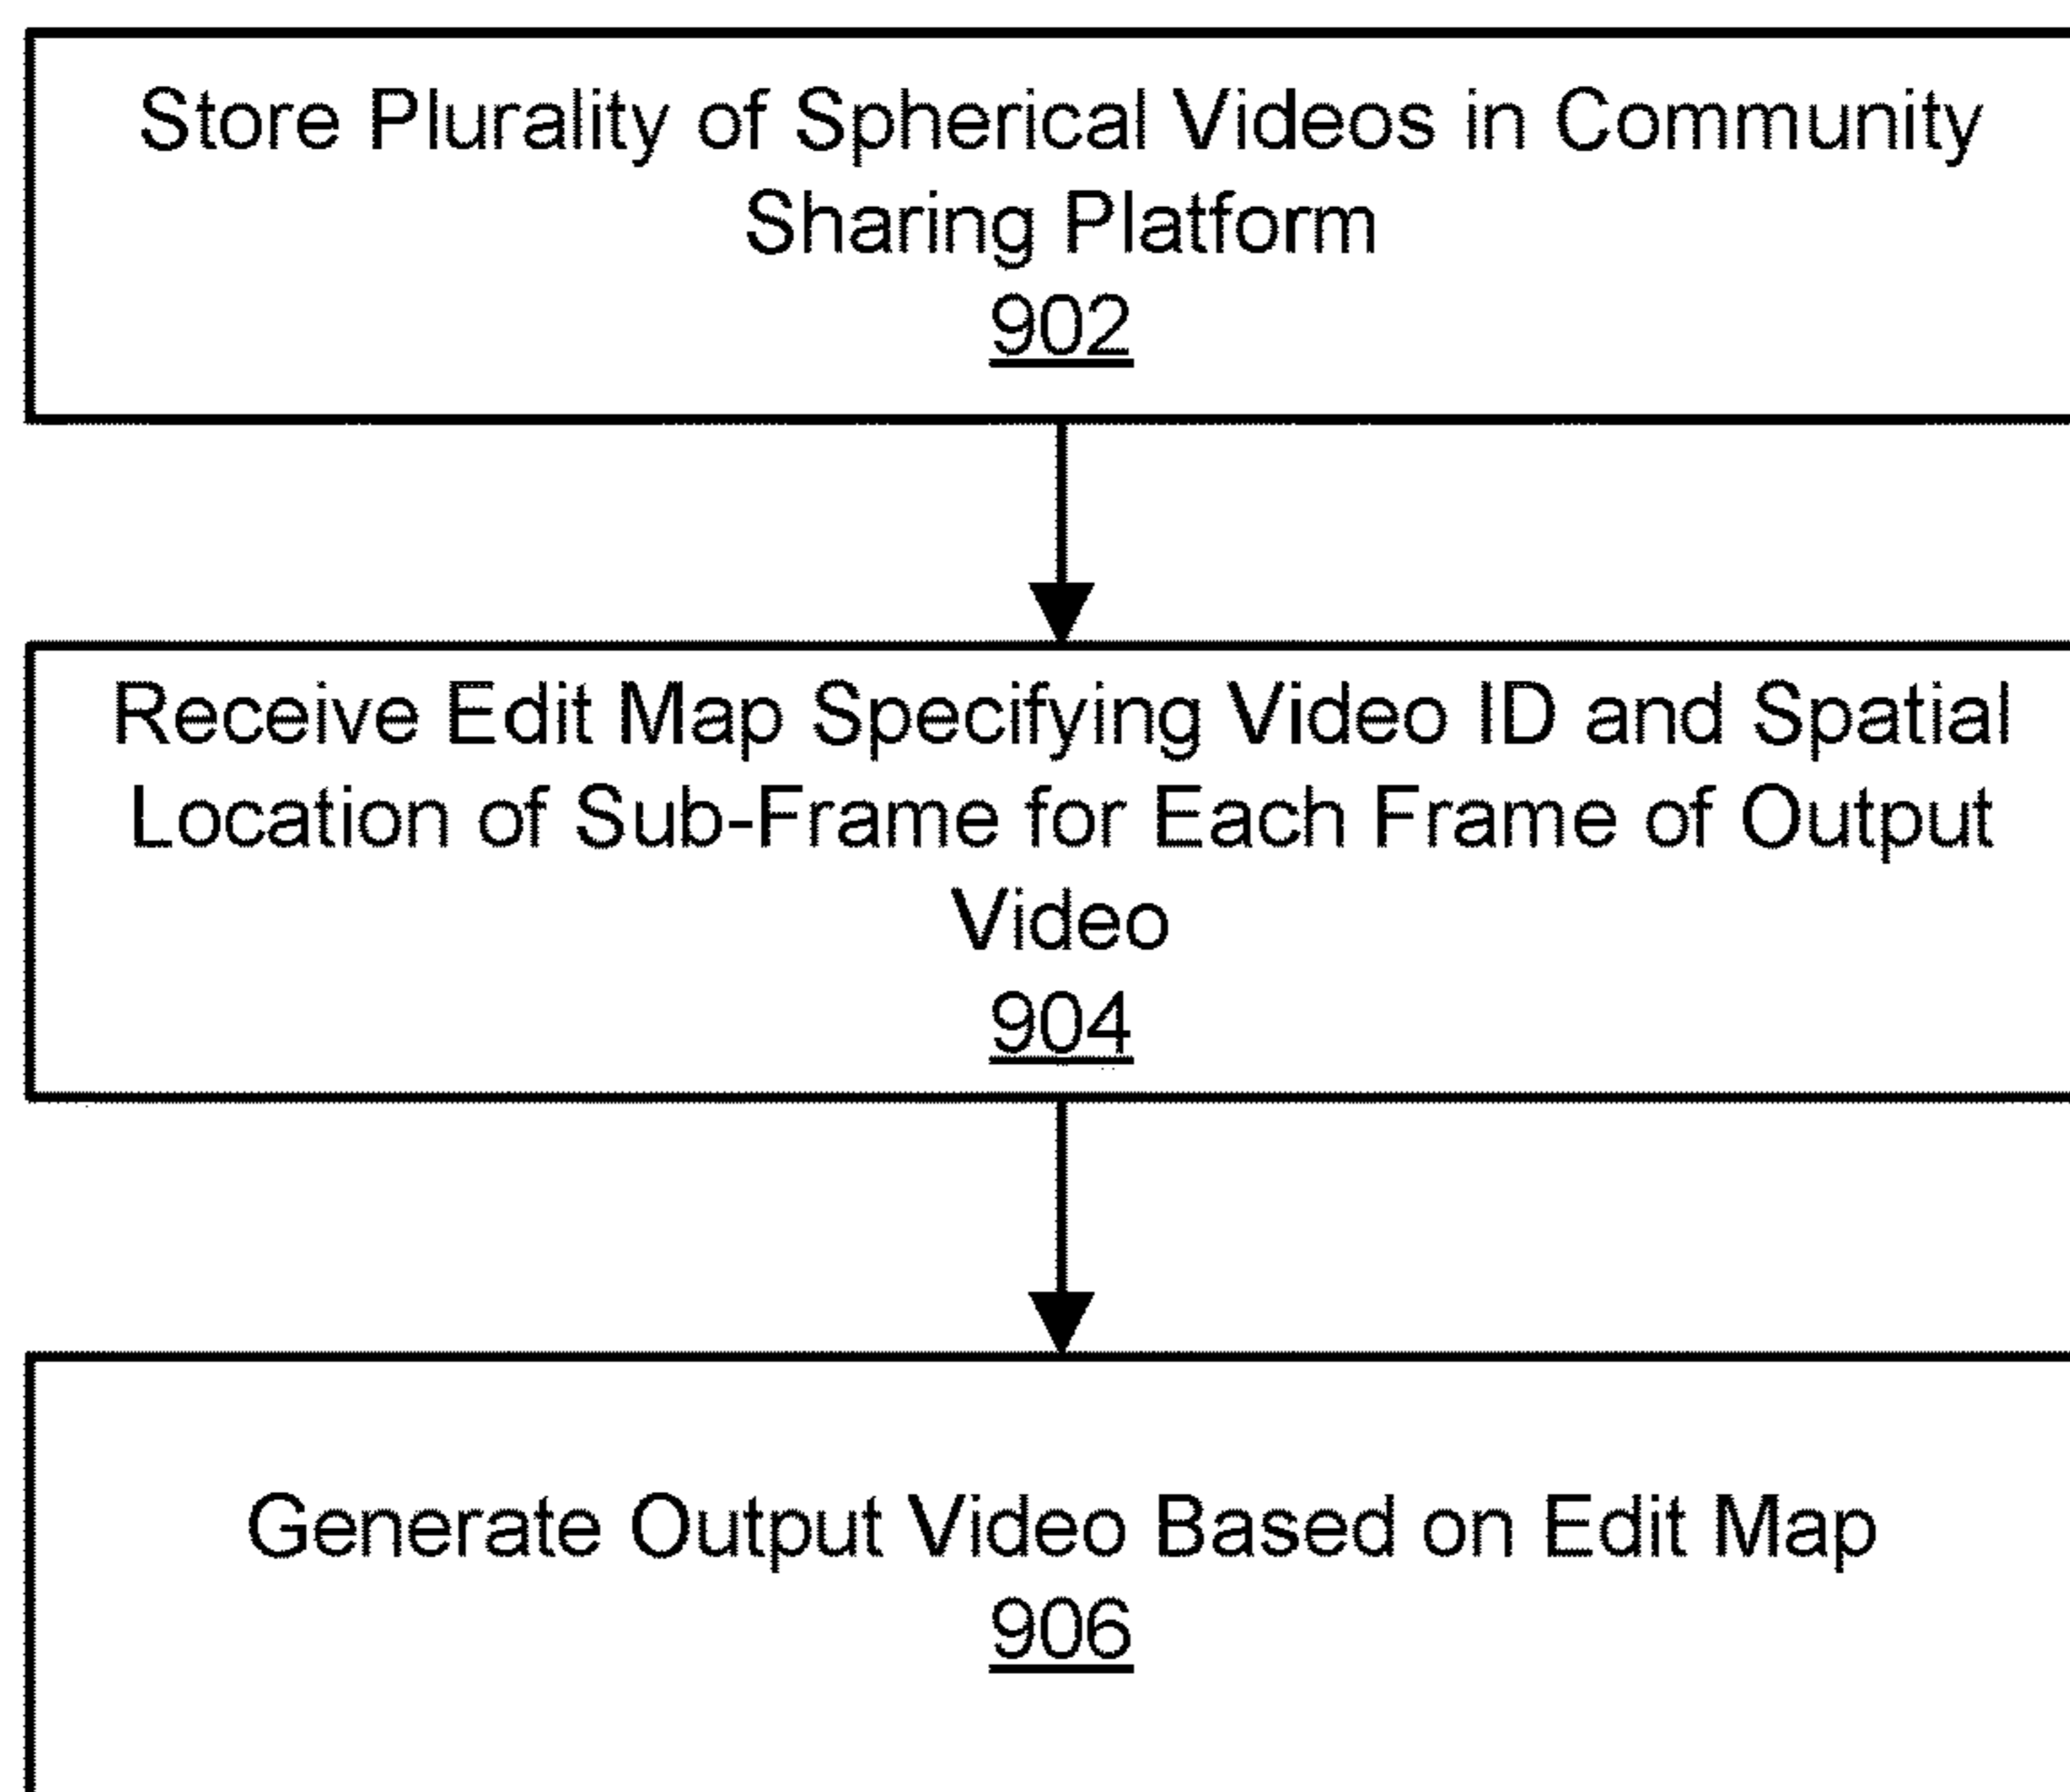 Store Plurality of Spherical Videos in Community
Sharing Platform
902
Receive Edit Map Specifying Video ID and Spatial
Location of Sub-Frame for Each Frame of Output
Video
904
Generate Output Video Based on Edit Map
906